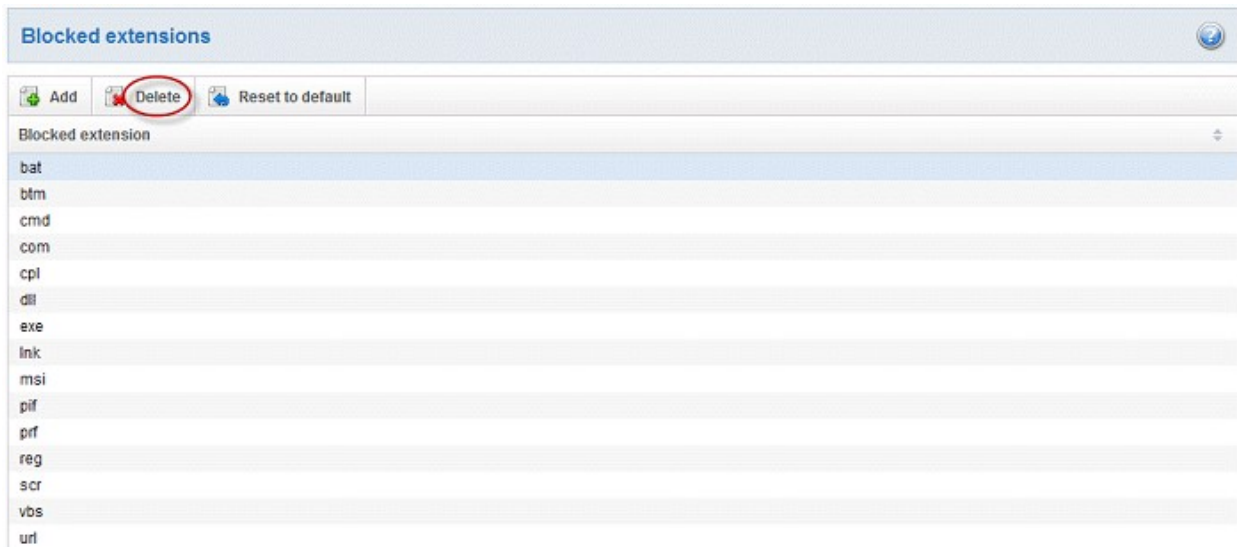 Blocked extensions
Add Delete Reset to default
Blocked extension
bat
btm
cmd
com
cpl
dll
exe
lnk
msi
pif
prf
reg
scr
vbs
url